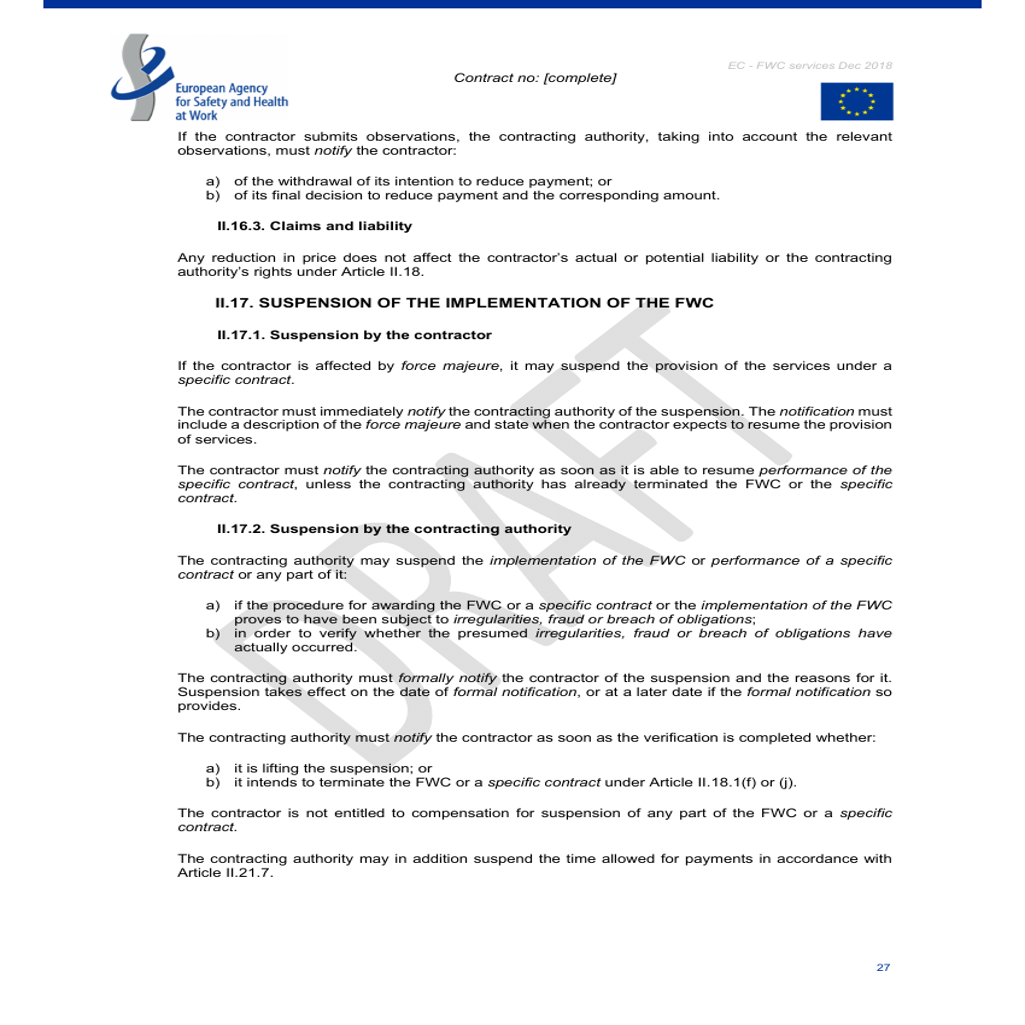 EC - FWC services Dec 2018
Contract no: [complete]
European Agency
for Safety and Health
at Work
If the contractor submits observations, the contracting authority, taking into account the relevant
observations, must notify the contractor:
a) of the withdrawal of its intention to reduce payment; or
b) of its final decision to reduce payment and the corresponding amount.
II.16.3. Claims and liability
Any reduction in price does not affect the contractor's actual or potential liability or the contracting
authority's rights under Article II.18.
II.17. SUSPENSION OF THE IMPLEMENTATION OF THE FWC
II.17.1. Suspension by the contractor
If the contractor is affected by force majeure, it may suspend the provision of the services under a
specific contract.
The contractor must immediately notify the contracting authority of the suspension. The notification must
include a description of the force majeure and state when the contractor expects to resume the provision
of services.
The contractor must notify the contracting authority as soon as it is able to resume performance of the
specific contract, unless the contracting authority has already terminated the FWC or the specific
contract.
II.17.2. Suspension by the contracting authority
The contracting authority may suspend the implementation of the FWC or performance of a specific
contract or any part of it:
a) if the procedure for awarding the FWC or a specific contract or the implementation of the FWC
proves to have been subject to irregularities, fraud or breach of obligations;
b) in order to verify whether the presumed irregularities, fraud or breach of obligations have
actually occurred.
The contracting authority must formally notify the contractor of the suspension and the reasons for it.
Suspension takes effect on the date of formal notification, or at a later date if the formal notification so
provides.
The contracting authority must notify the contractor as soon as the verification is completed whether:
a) it is lifting the suspension; or
b) it intends to terminate the FWC or a specific contract under Article II.18.1(f) or (j).
The contractor is not entitled to compensation for suspension of any part of the FWC or a specific
contract.
The contracting authority may in addition suspend the time allowed for payments in accordance with
Article II.21.7.
DRAFT
27